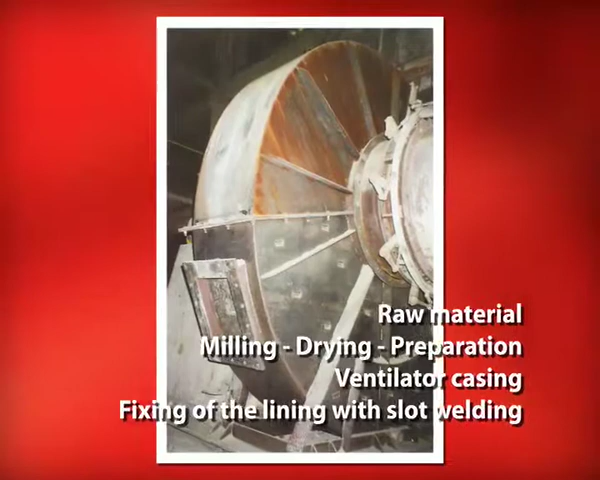 Raw material
Milling - Drying - Preparation
Ventilator casing
Fixing of the lining with slot welding